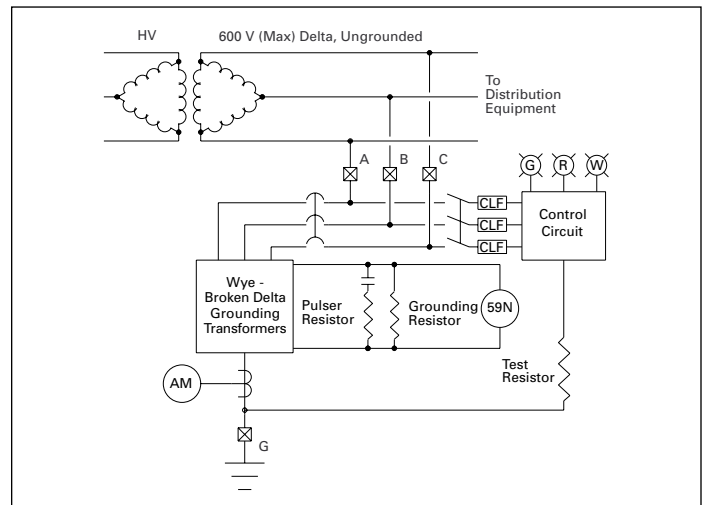 HV
600 V (Max) Delta, Ungrounded
To
Distribution
Equipment
A
B
C
G
R
W
CLF
CLF
CLF
Control
Circuit
Wye -
Broken Delta
Grounding
Transformers
Pulser
Resistor
Grounding
Resistor
59N
Test
Resistor
AM
G